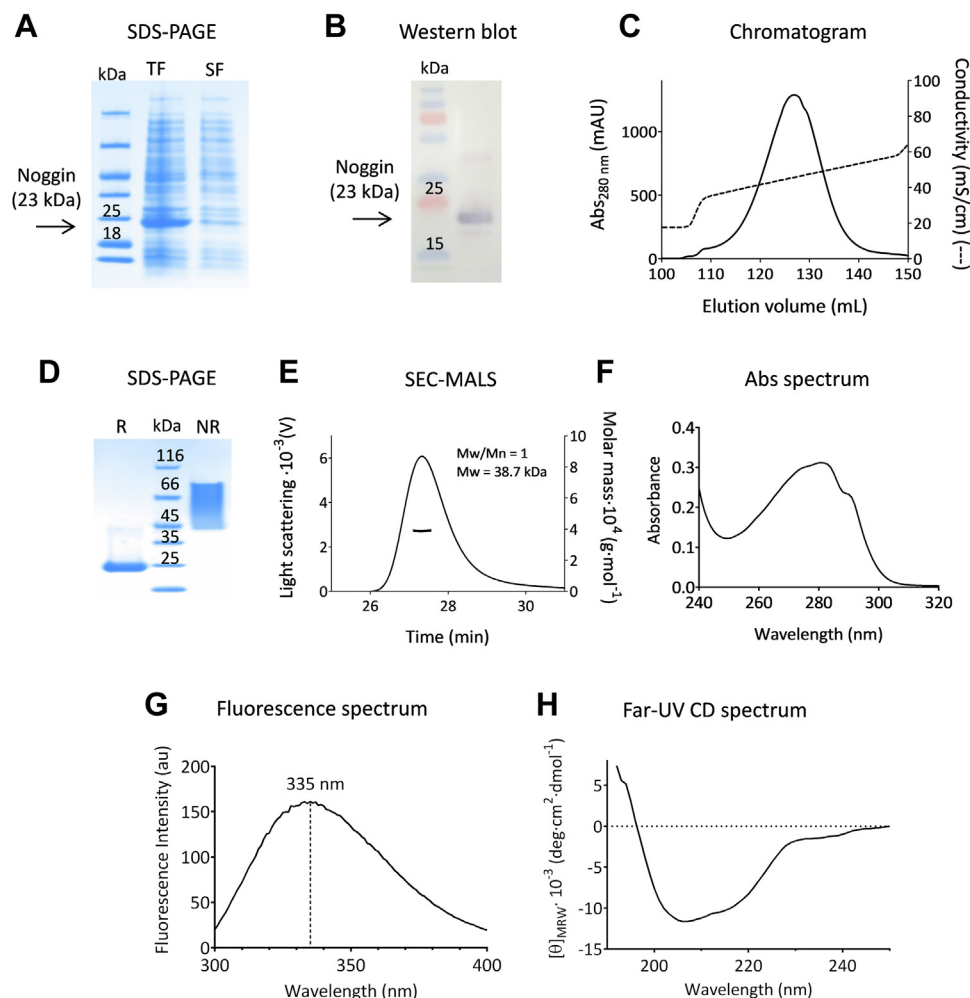 A
SDS-PAGE
kDa
TF
SF
Noggin
(23 kDa)
25
18
B
Western blot
kDa
Noggin
(23 kDa)
25
15
C
Chromatogram
Abs280 nm (mAU)
1000
500
0
100
110
120
130
140
150
Elution volume (mL)
100
80
60
40
20
0
Conductivity (mS/cm) (---)
D
SDS-PAGE
R
kDa
NR
116
66
45
35
25
E
SEC-MALS
Light scattering ·10-3(V)
6
4
2
0
26
28
30
Time (min)
Mw/Mn = 1
Mw = 38.7 kDa
10
8
6
4
2
0
Molar mass·104 (g·mol-1)
F
Abs spectrum
Absorbance
0.4
0.3
0.2
0.1
0.0
240
260
280
300
320
Wavelength (nm)
G
Fluorescence spectrum
Fluorescence Intensity (au)
200
150
100
50
0
335 nm
300
350
400
Wavelength (nm)
H
Far-UV CD spectrum
[θ]MRW· 10-3 (deg·cm2·dmol-1)
5
0
-5
-10
-15
200
220
240
Wavelength (nm)